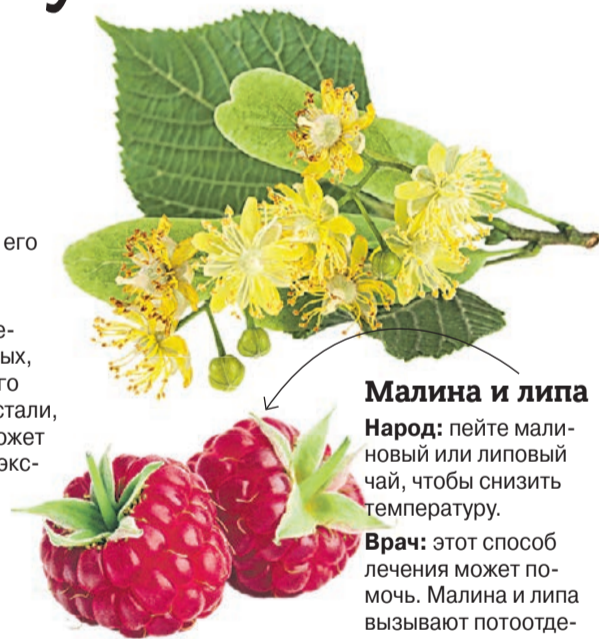 его
е-
ых,
го
стали,
ожет
экс-
Малина и липа
Народ: пейте мали-
новый или липовый
чай, чтобы снизить
температуру.
Врач: этот способ
лечения может по-
мочь. Малина и липа
вызывают потоотде-